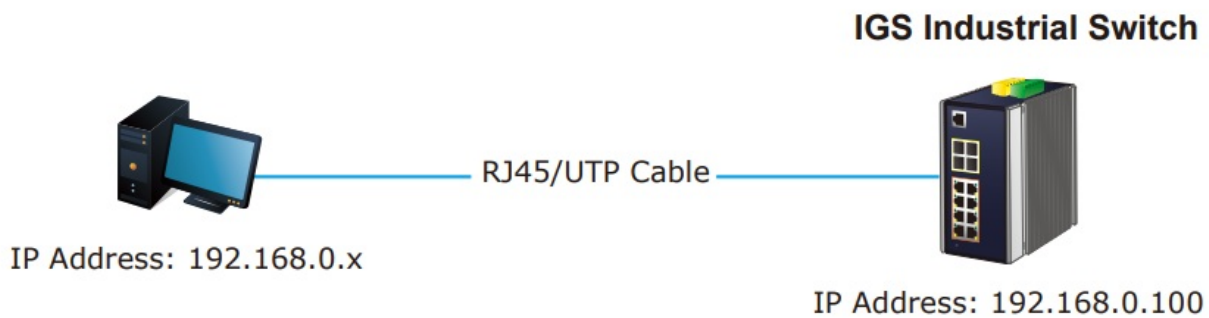 IGS Industrial Switch
RJ45/UTP Cable
IP Address: 192.168.0.x
IP Address: 192.168.0.100